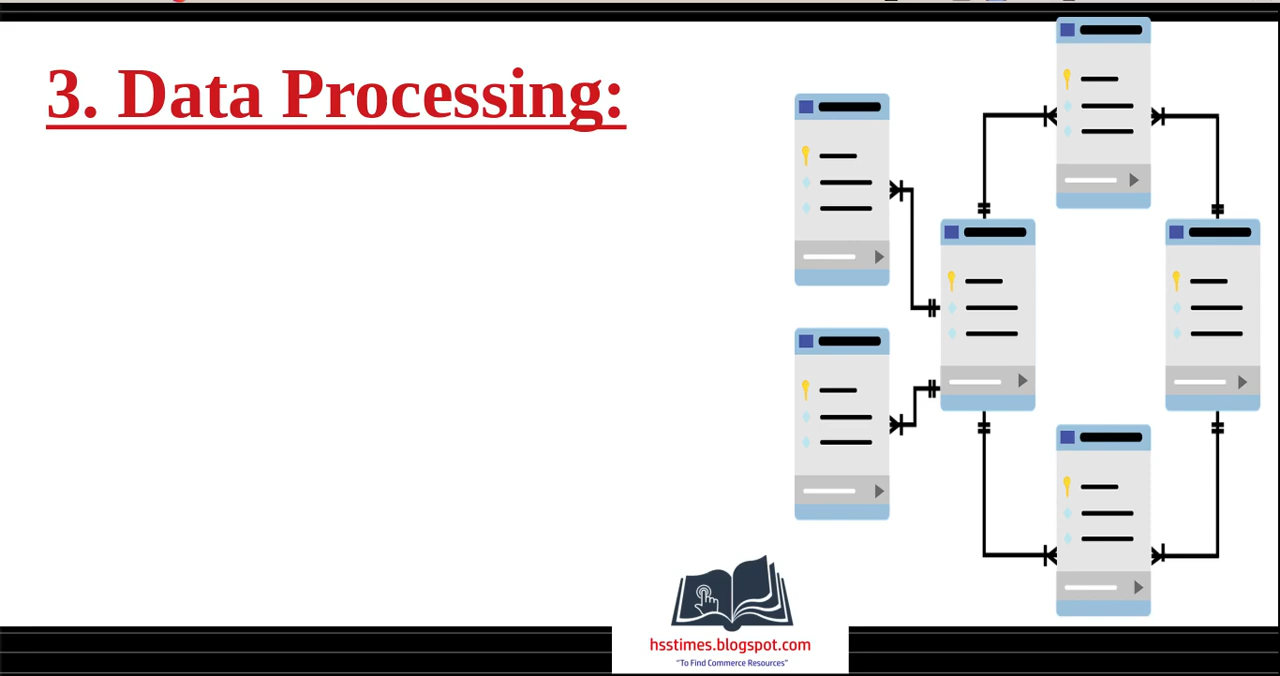 3. Data Processing:
hsstimes.blogspot.com
"To Find Commerce Resources"